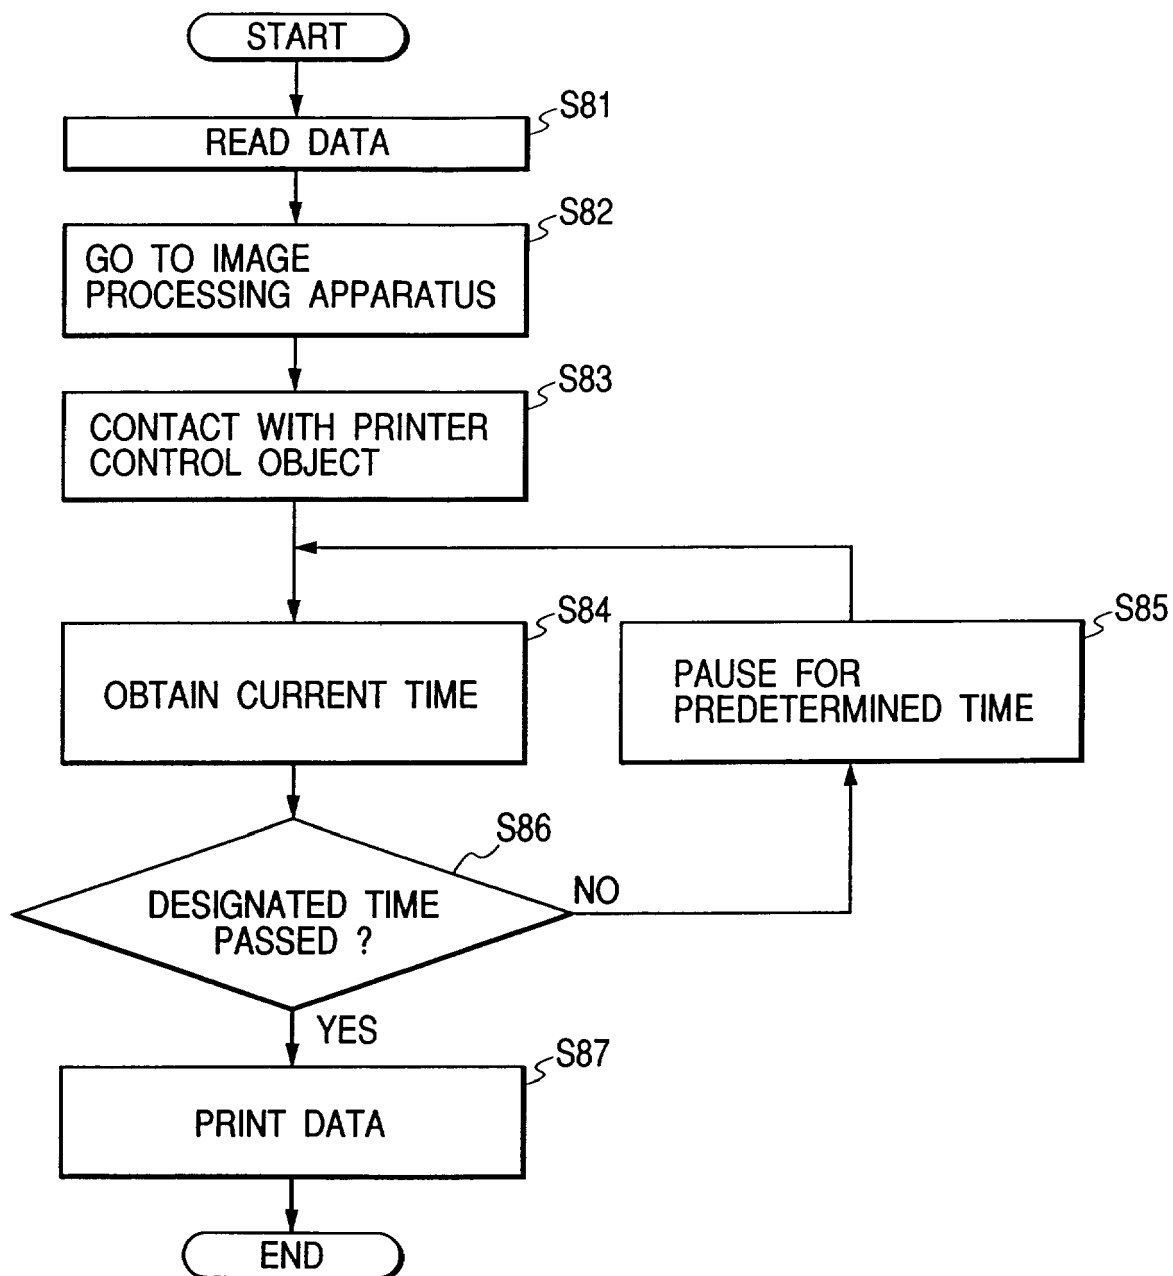 START
S81
READ DATA
S82
GO TO IMAGE
PROCESSING APPARATUS
S83
CONTACT WITH PRINTER
CONTROL OBJECT
S84
OBTAIN CURRENT TIME
S85
PAUSE FOR
PREDETERMINED TIME
S86
DESIGNATED TIME
PASSED ?
NO
YES
S87
PRINT DATA
END